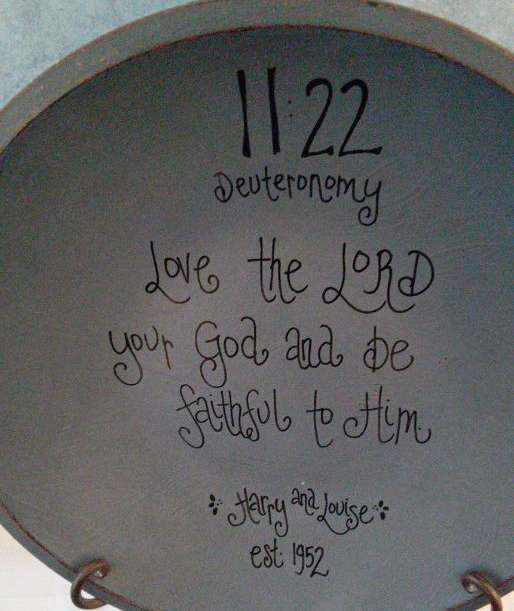 11:22
Deuteronomy
Love the LORD
your God and be
faithful to Him.
Harry and Louise
est. 1952